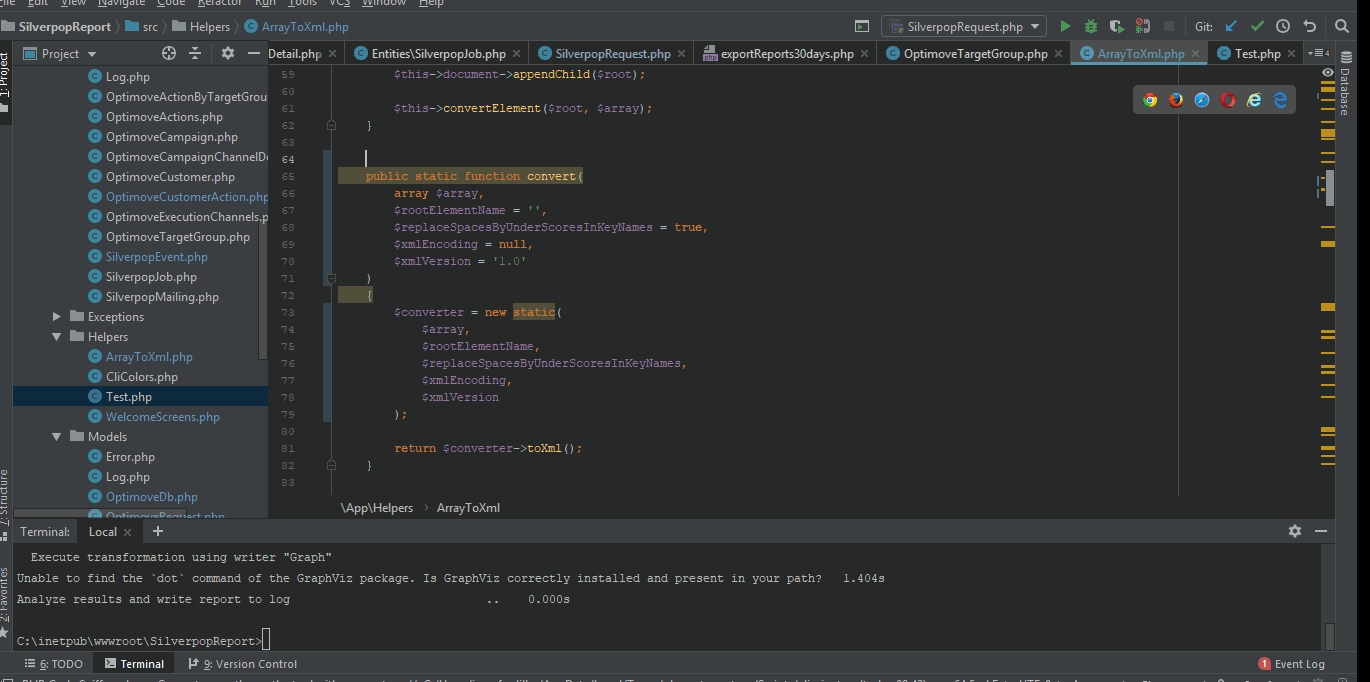 File Edit View Navigate Code Refactor Run Tools VCS Window Help
SilverpopReport src Helpers ArrayToXml.php SilverpopRequest.php Git:
Project Detail.php Entities\SilverpopJob.php SilverpopRequest.php exportReports30days.php OptimoveTargetGroup.php ArrayToXml.php Test.php 4
1: Project
Log.php
OptimoveActionByTargetGrou
OptimoveActions.php
OptimoveCampaign.php
OptimoveCampaignChannelDe
OptimoveCustomer.php
OptimoveCustomerAction.php
OptimoveExecutionChannels.p
OptimoveTargetGroup.php
SilverpopEvent.php
SilverpopJob.php
SilverpopMailing.php
Exceptions
Helpers
ArrayToXml.php
CliColors.php
Test.php
WelcomeScreens.php
Models
Error.php
Log.php
OptimoveDb.php
OptimoveRequest.php
59 $this->document->appendChild($root);
60
61 $this->convertElement($root, $array);
62 }
63
64
65 public static function convert(
66 array $array,
67 $rootElementName = '',
68 $replaceSpacesByUnderScoresInKeyNames = true,
69 $xmlEncoding = null,
70 $xmlVersion = '1.0'
71 )
72 {
73 $converter = new static(
74 $array,
75 $rootElementName,
76 $replaceSpacesByUnderScoresInKeyNames,
77 $xmlEncoding,
78 $xmlVersion
79 );
80
81 return $converter->toXml();
82 }
83
\App\Helpers › ArrayToXml
Database
7: Structure
2: Favorites
Terminal: Local × +
Execute transformation using writer "Graph"
Unable to find the `dot` command of the GraphViz package. Is GraphViz correctly installed and present in your path? 1.404s
Analyze results and write report to log .. 0.000s
C:\inetpub\wwwroot\SilverpopReport>
6: TODO Terminal 9: Version Control 1 Event Log